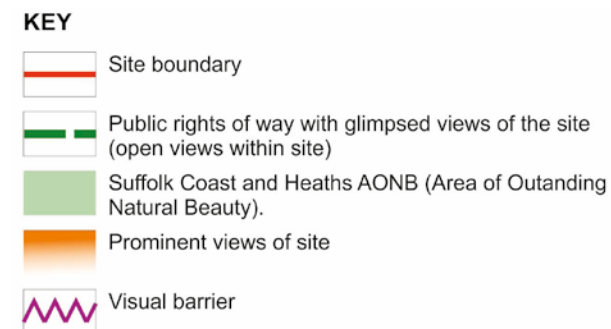 KEY
Site boundary
Public rights of way with glimpsed views of the site
(open views within site)
Suffolk Coast and Heaths AONB (Area of Outanding
Natural Beauty).
Prominent views of site
Visual barrier